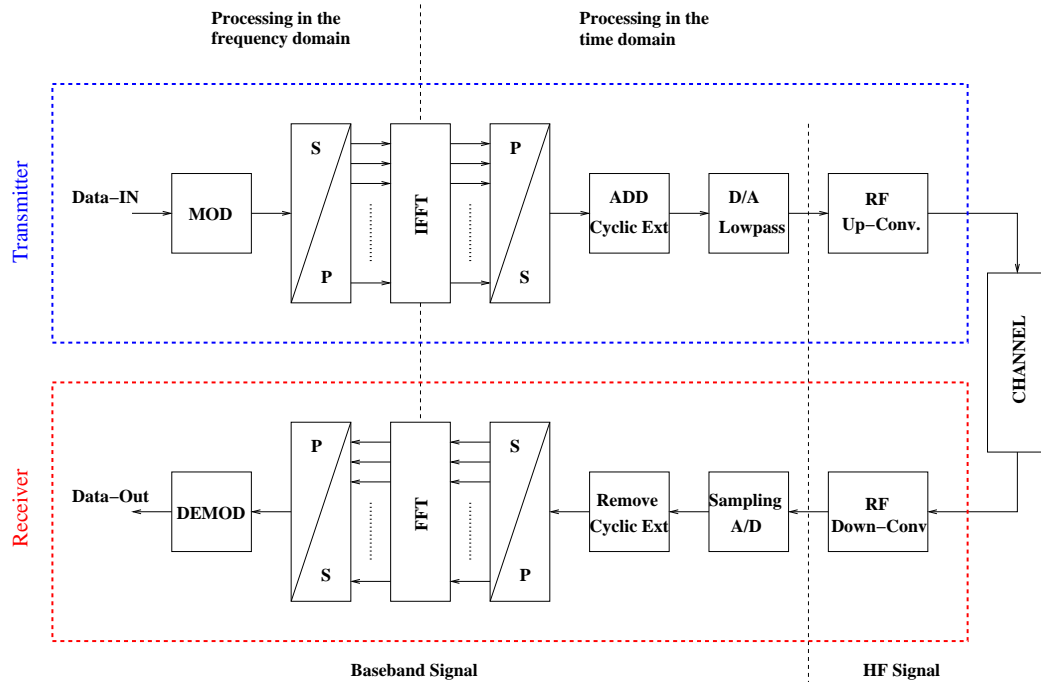 Processing in the
frequency domain
Processing in the
time domain
Transmitter
Data−IN
MOD
S
P
IFFT
P
S
ADD
Cyclic Ext
D/A
Lowpass
RF
Up−Conv.
CHANNEL
Receiver
Data−Out
DEMOD
P
S
FFT
S
P
Remove
Cyclic Ext
Sampling
A/D
RF
Down−Conv
Baseband Signal
HF Signal